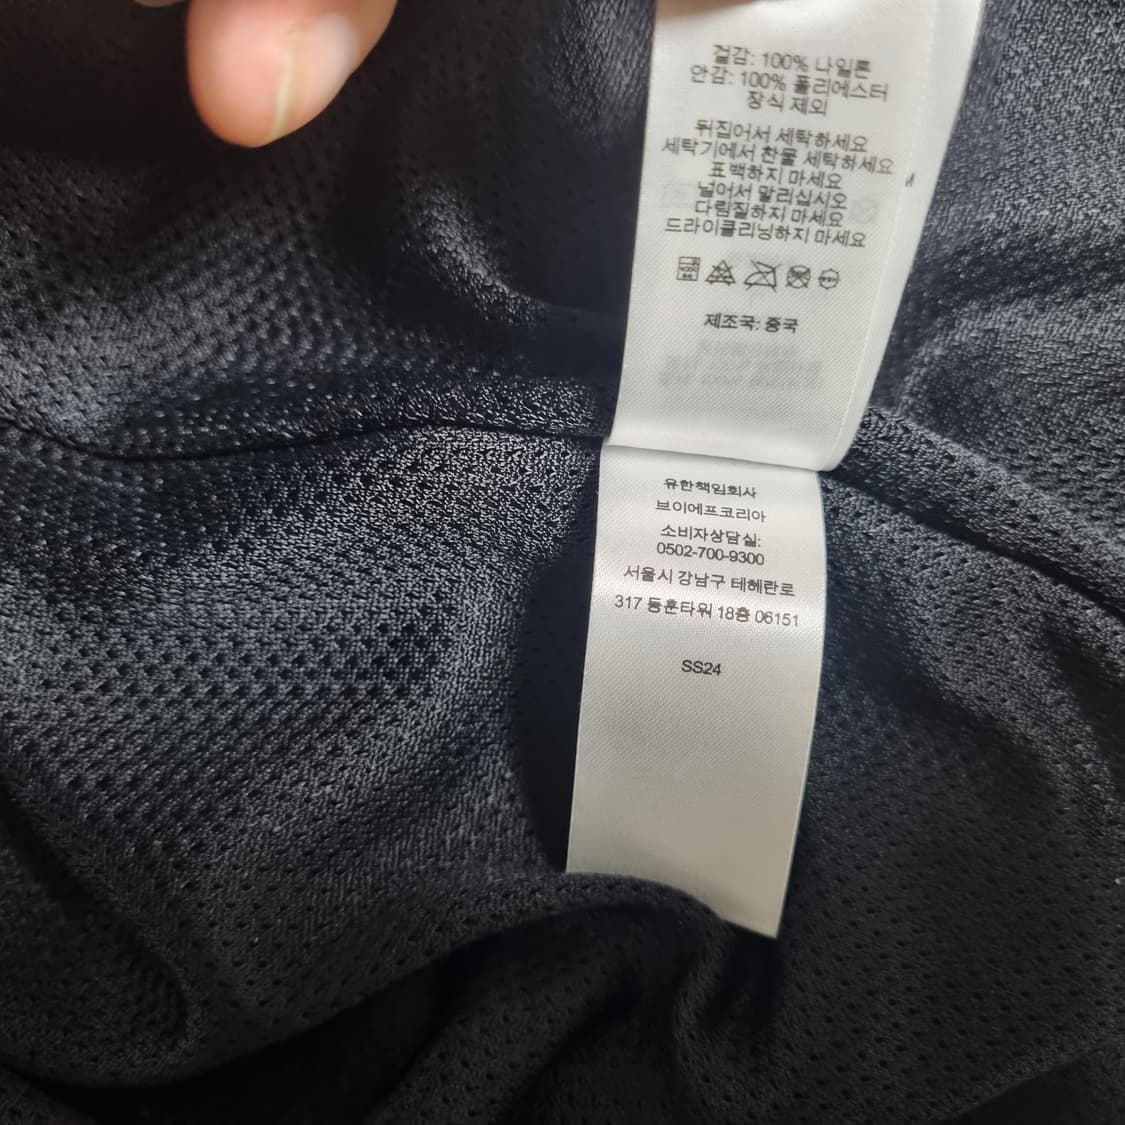 겉감: 100% 나일론
안감: 100% 폴리에스터
장식 제외
뒤집어서 세탁하세요
세탁기에서 찬물 세탁하세요
표백하지 마세요
널어서 말리십시오
다림질하지 마세요
드라이클리닝하지 마세요
제조국: 중국
유한책임회사
브이에프코리아
소비자상담실:
0502-700-9300
서울시 강남구 테헤란로
317 동훈타워 18층 06151
SS24